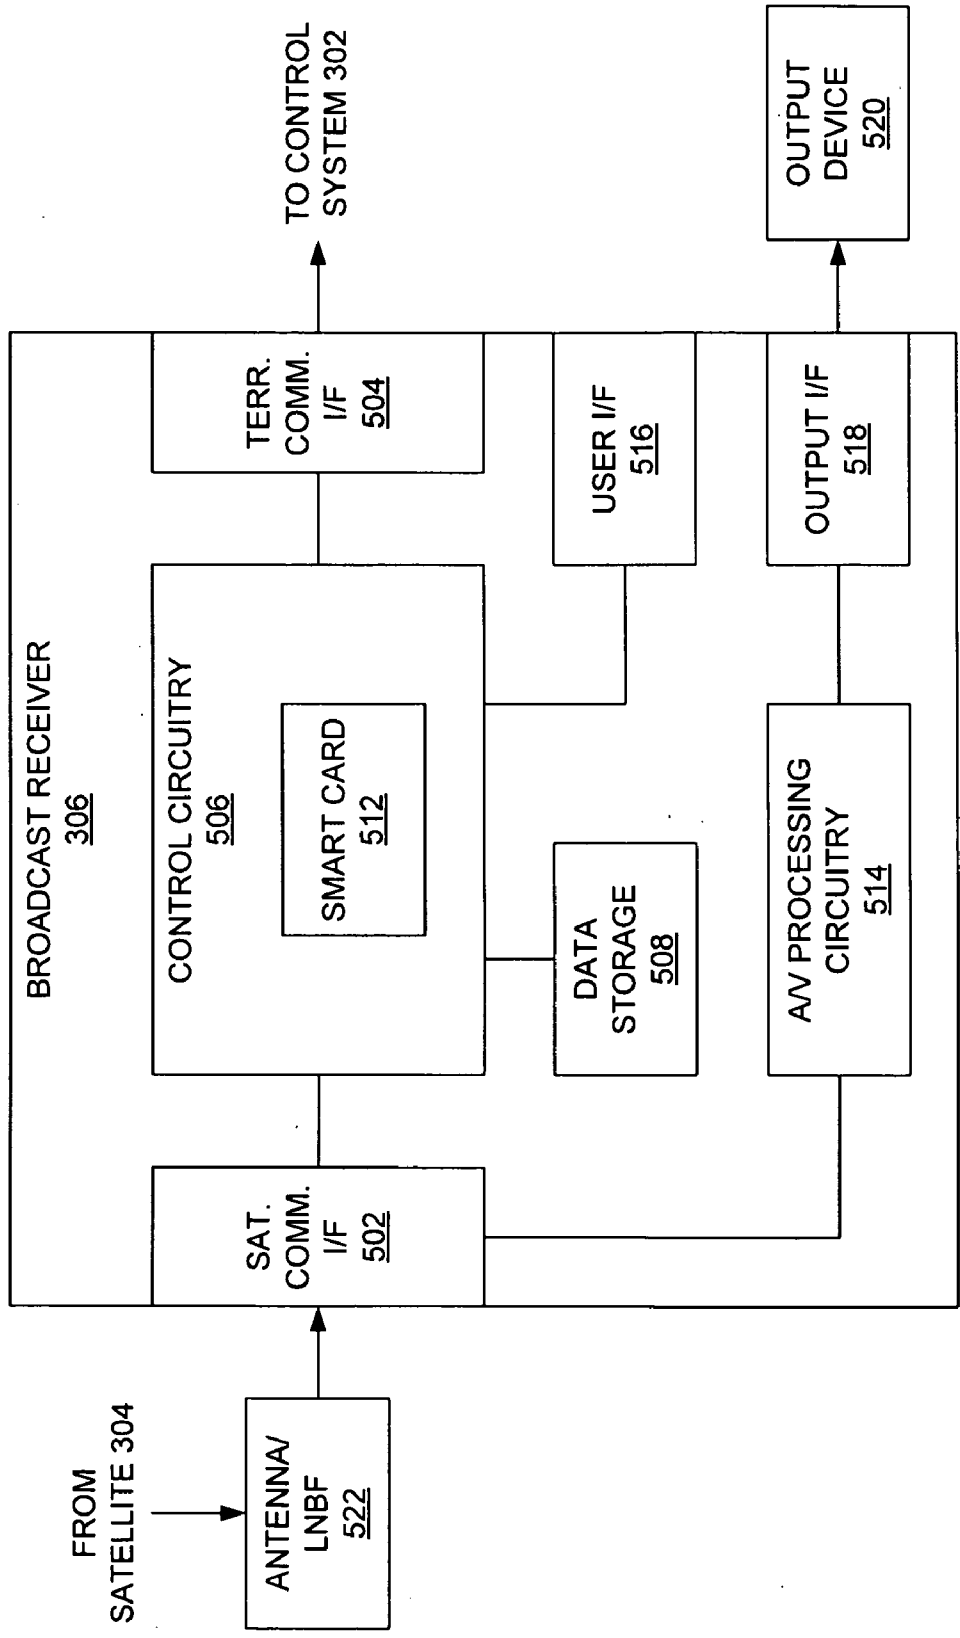 FROM
SATELLITE 304
ANTENNA/
LNBF
522
BROADCAST RECEIVER
306
SAT.
COMM.
I/F
502
CONTROL CIRCUITRY
506
SMART CARD
512
TERR.
COMM.
I/F
504
TO CONTROL
SYSTEM 302
DATA
STORAGE
508
USER I/F
516
A/V PROCESSING
CIRCUITRY
514
OUTPUT I/F
518
OUTPUT
DEVICE
520